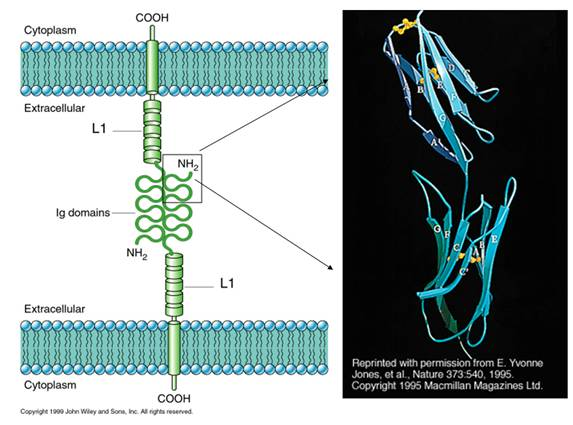 COOH
Cytoplasm
Extracellular
L1
NH2
Ig domains
NH2
L1
Extracellular
Cytoplasm
COOH
Copyright 1999 John Wiley and Sons, Inc. All rights reserved.
D
B
E
F
G
A'
G
F
C
A
B
E
C'
Reprinted with permission from E. Yvonne
Jones, et al., Nature 373:540, 1995.
Copyright 1995 Macmillan Magazines Ltd.